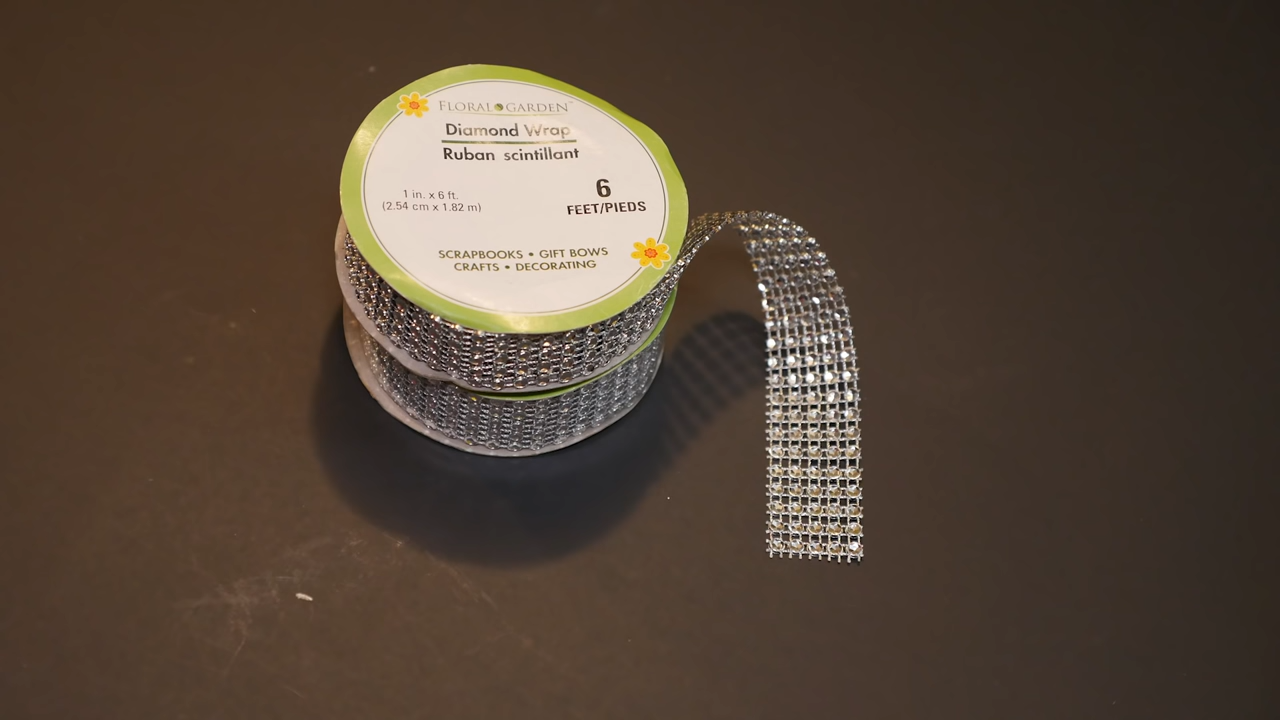 FLORAL GARDEN™
Diamond Wrap
Ruban scintillant
1 in. x 6 ft.
(2.54 cm x 1.82 m)
6
FEET/PIEDS
SCRAPBOOKS • GIFT BOWS
CRAFTS • DECORATING